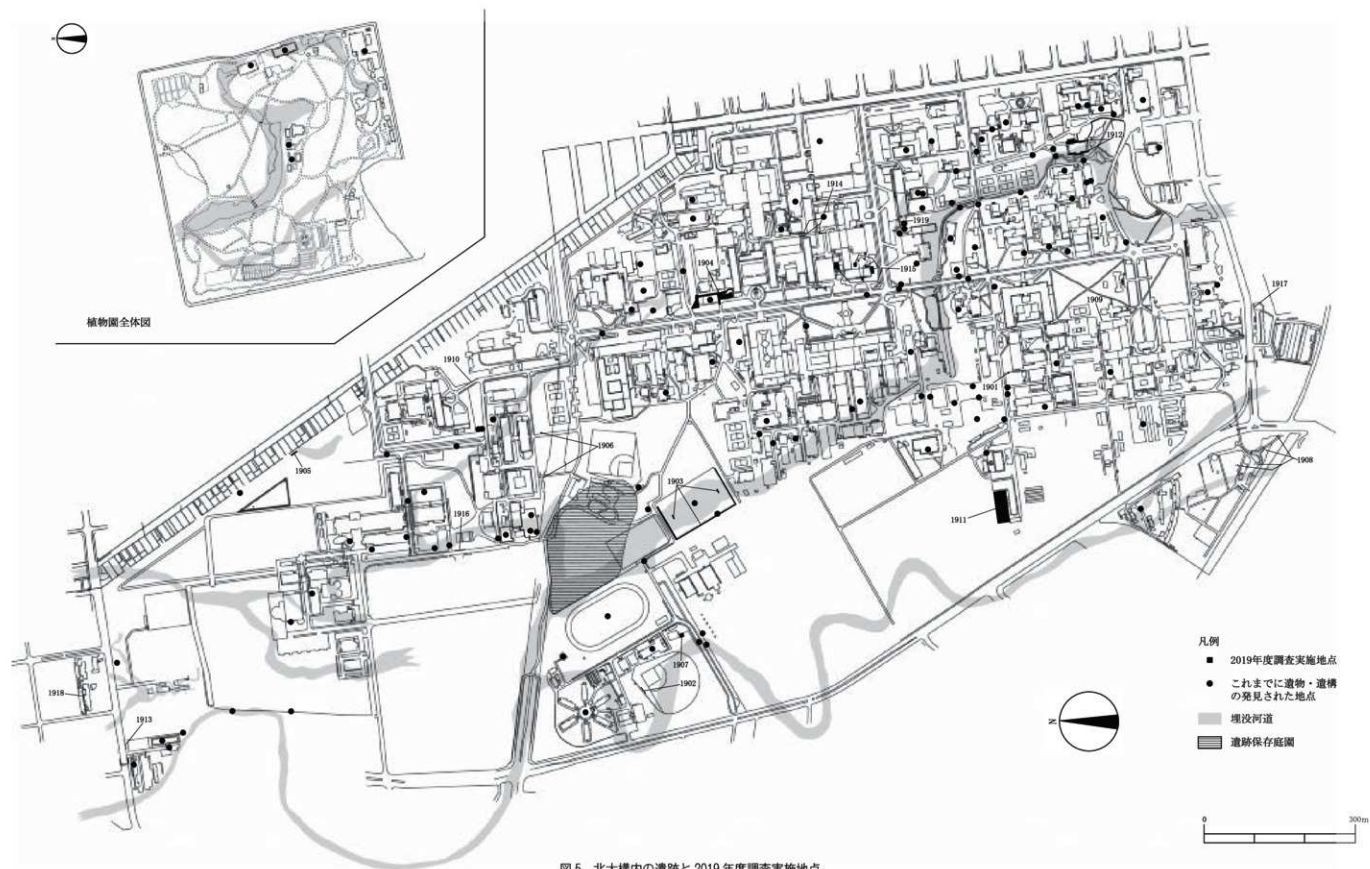 N
植物園全体図
1912
1914
1919
1904
1915
1909
1917
1910
1901
1906
1905
1903
1908
1916
1911
1907
1918
1902
1913
N
凡例
2019年度調査実施地点
これまでに遺物・遺構
の発見された地点
埋没河道
遺跡保存庭園
0
300m
図5 北大構内の遺跡と2019年度調査実施地点